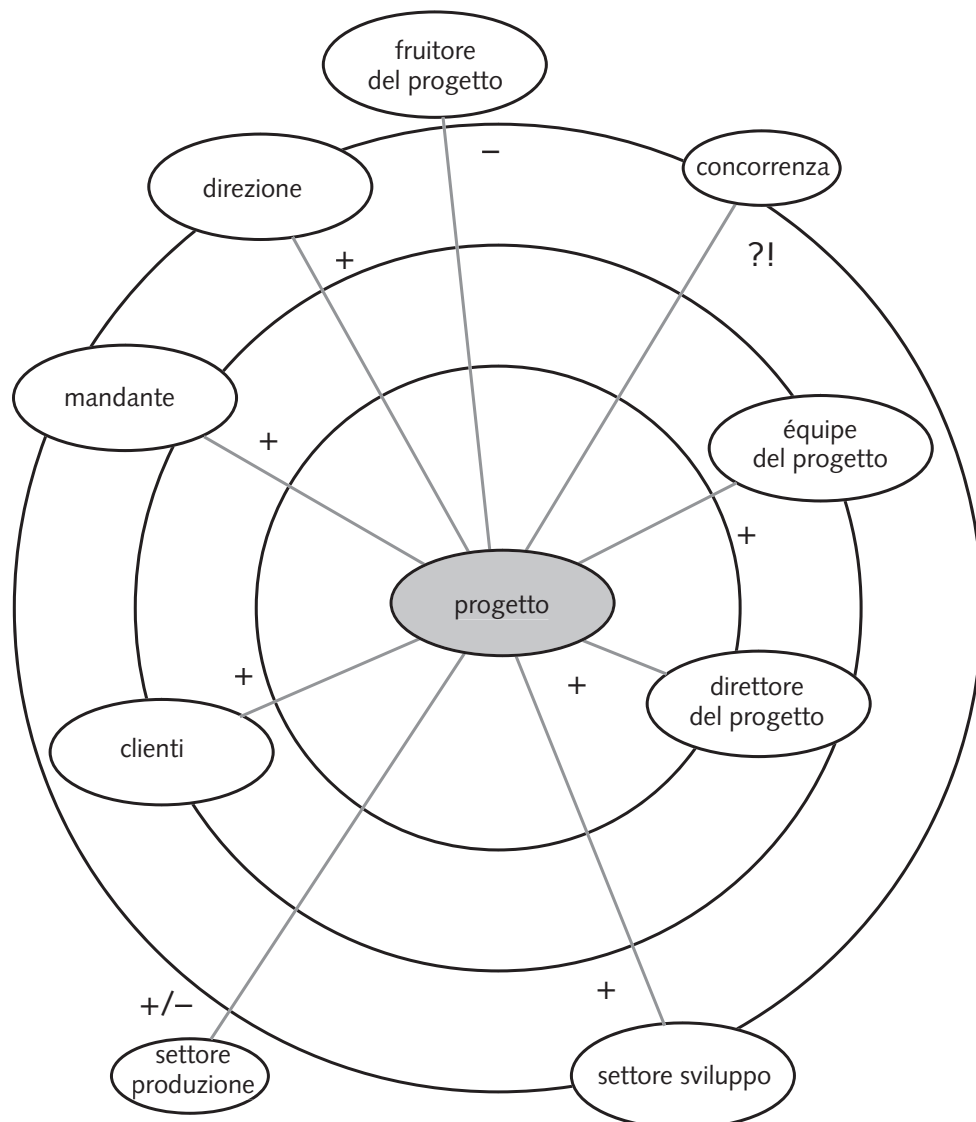 fruitore
del progetto
–
concorrenza
direzione
?!
+
mandante
+
équipe
del progetto
+
progetto
+
+
direttore
del progetto
clienti
+
+/–
settore
produzione
settore sviluppo